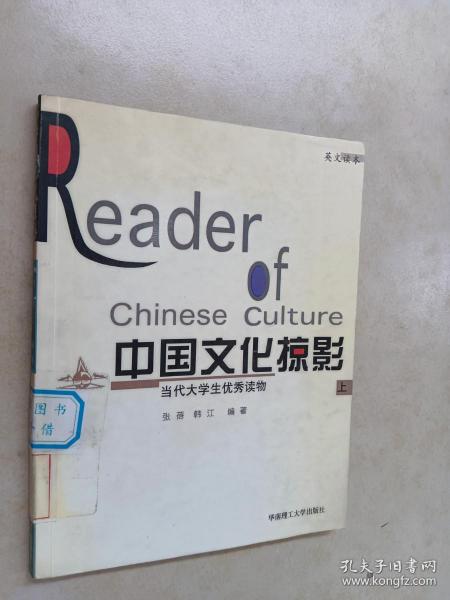 英文读本
Reader
of
Chinese Culture
中国文化掠影
当代大学生优秀读物
上
张蓓 韩江 编著
图书
借
华南理工大学出版社
孔夫子旧书网
www.kongfz.com